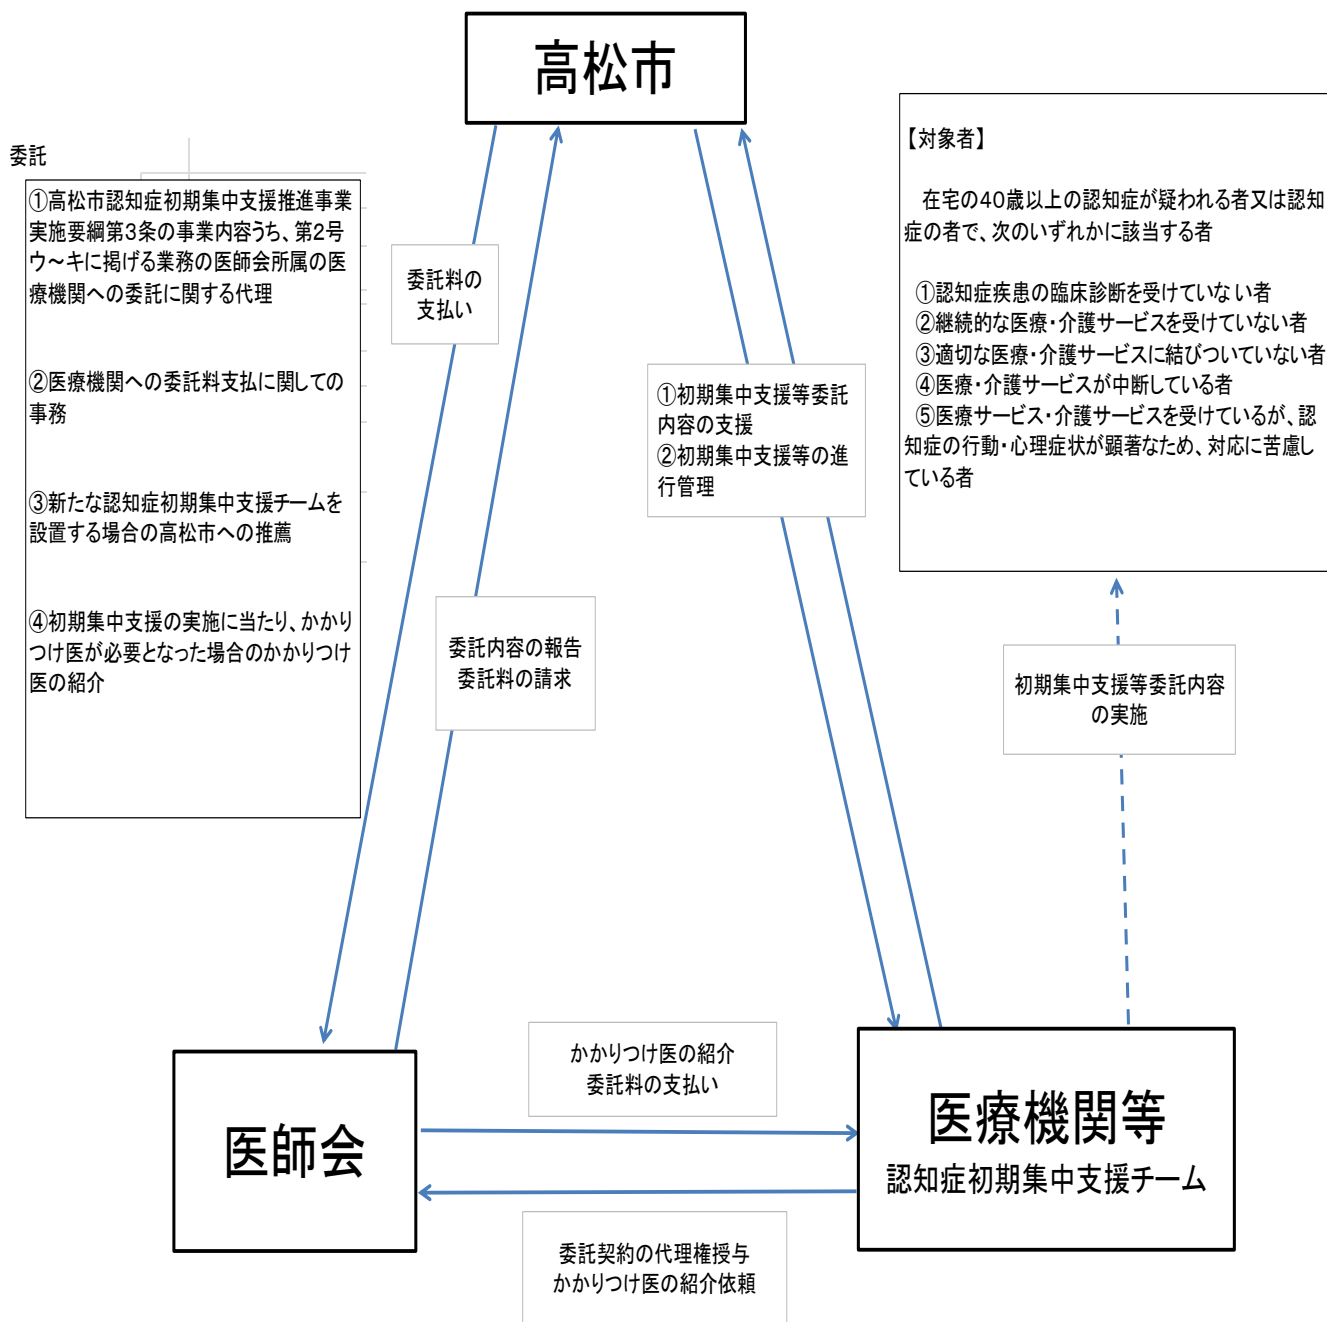 高松市
委託
①高松市認知症初期集中支援推進事業
実施要綱第3条の事業内容うち、第2号
ウ～キに掲げる業務の医師会所属の医
療機関への委託に関する代理
②医療機関への委託料支払に関しての
事務
③新たな認知症初期集中支援チームを
設置する場合の高松市への推薦
④初期集中支援の実施に当たり、かかり
つけ医が必要となった場合のかかりつけ
医の紹介
委託料の
支払い
委託内容の報告
委託料の請求
①初期集中支援等委託
内容の支援
②初期集中支援等の進
行管理
【対象者】
在宅の40歳以上の認知症が疑われる者又は認知
症の者で、次のいずれかに該当する者
①認知症疾患の臨床診断を受けていない者
②継続的な医療・介護サービスを受けていない者
③適切な医療・介護サービスに結びついていない者
④医療・介護サービスが中断している者
⑤医療サービス・介護サービスを受けているが、認
知症の行動・心理症状が顕著なため、対応に苦慮し
ている者
初期集中支援等委託内容
の実施
かかりつけ医の紹介
委託料の支払い
医師会
医療機関等
認知症初期集中支援チーム
委託契約の代理権授与
かかりつけ医の紹介依頼